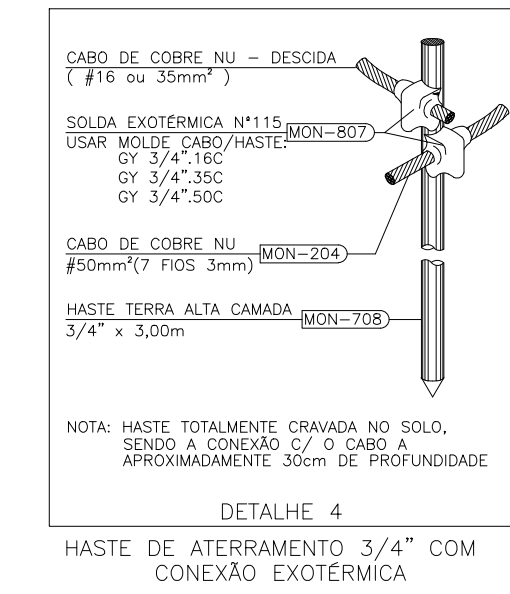 CABO DE COBRE NU - DESCIDA
( #16 ou 35mm² )
SOLDA EXOTÉRMICA Nº115 MON-807
USAR MOLDE CABO/HASTE:
GY 3/4".16C
GY 3/4".35C
GY 3/4".50C
CABO DE COBRE NU MON-204
#50mm²(7 FIOS 3mm)
HASTE TERRA ALTA CAMADA MON-708
3/4" x 3,00m
NOTA: HASTE TOTALMENTE CRAVADA NO SOLO,
SENDO A CONEXÃO C/ O CABO A
APROXIMADAMENTE 30cm DE PROFUNDIDADE
DETALHE 4
HASTE DE ATERRAMENTO 3/4" COM
CONEXÃO EXOTÉRMICA